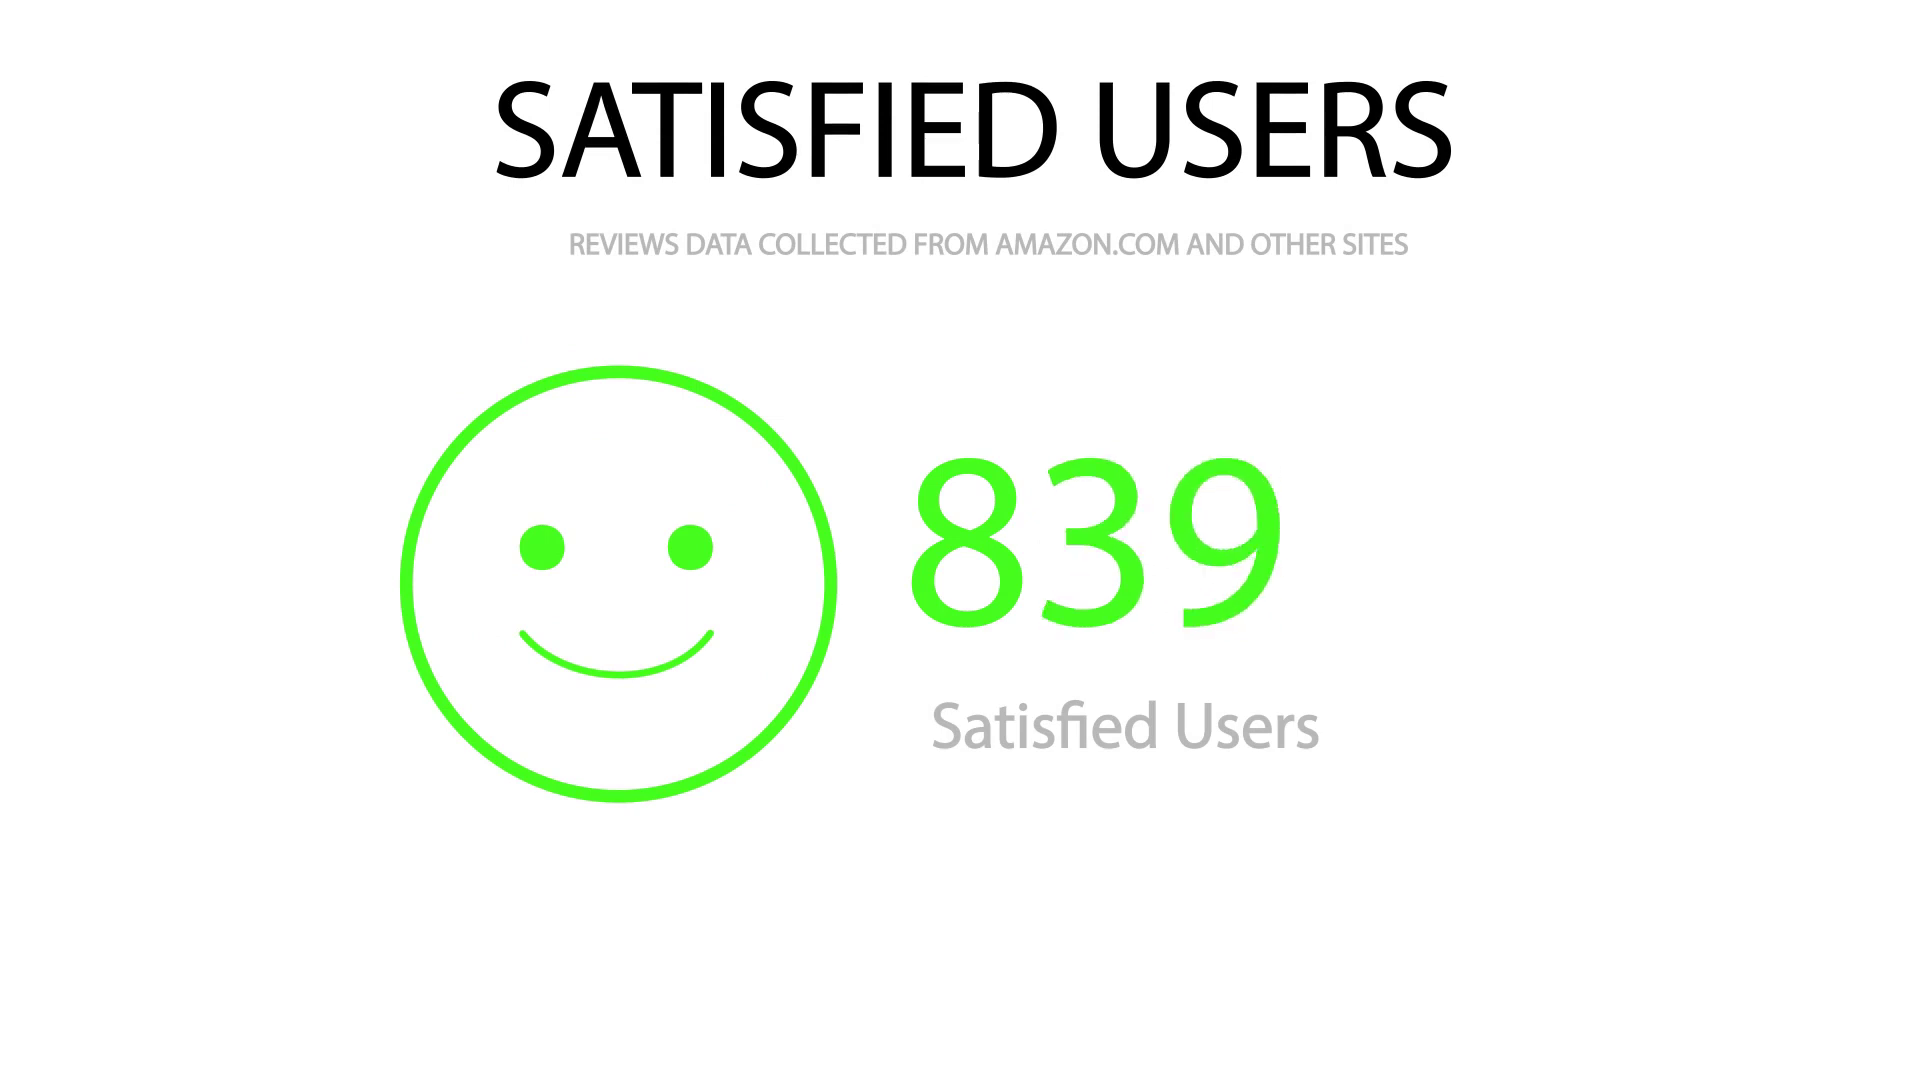 SATISFIED USERS
REVIEWS DATA COLLECTED FROM AMAZON.COM AND OTHER SITES
839
Satisfied Users